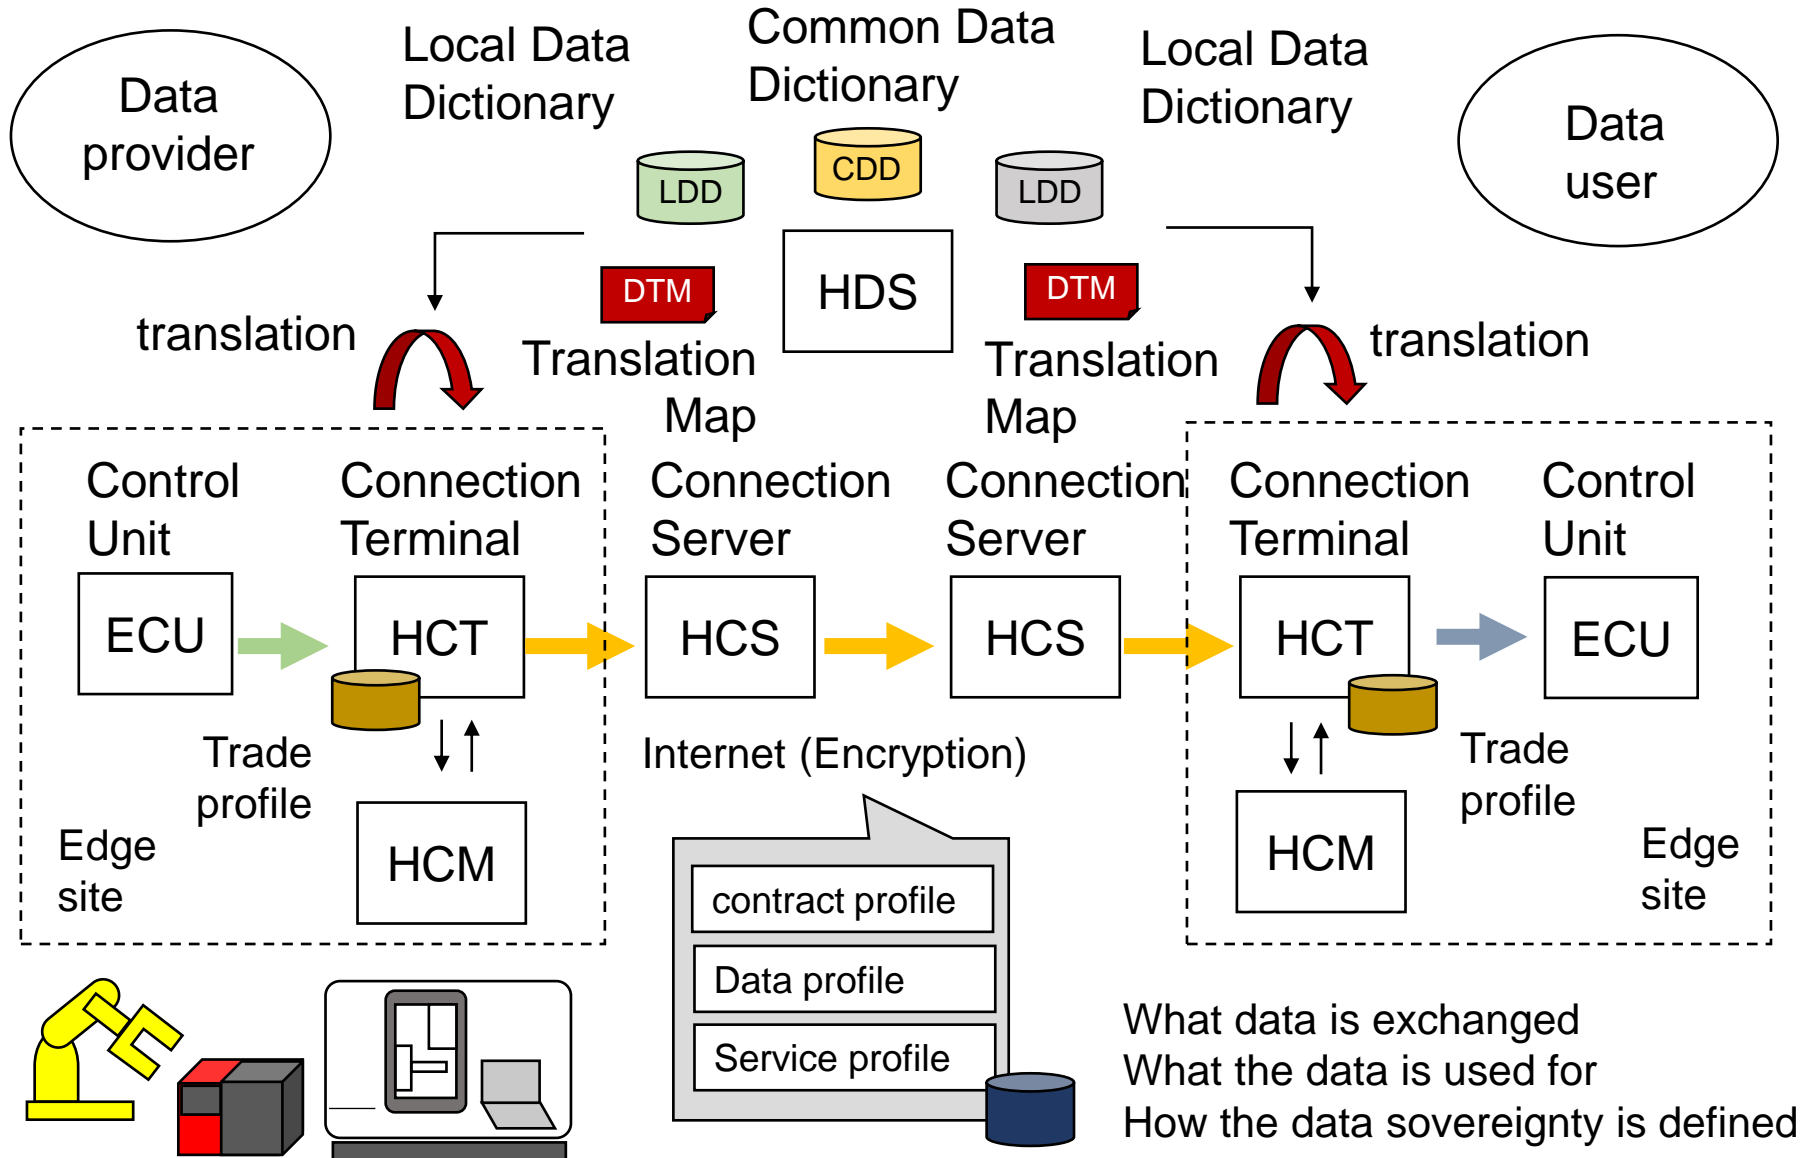 Data
provider
Local Data
Dictionary
Common Data
Dictionary
Local Data
Dictionary
Data
user
LDD
CDD
LDD
DTM
HDS
DTM
translation
Translation
Map
Translation
Map
translation
Control
Unit
Connection
Terminal
Connection
Server
Connection
Server
Connection
Terminal
Control
Unit
ECU
HCT
HCS
HCS
HCT
ECU
Trade
profile
Internet (Encryption)
Trade
profile
Edge
site
HCM
HCM
Edge
site
contract profile
Data profile
Service profile
What data is exchanged
What the data is used for
How the data sovereignty is defined